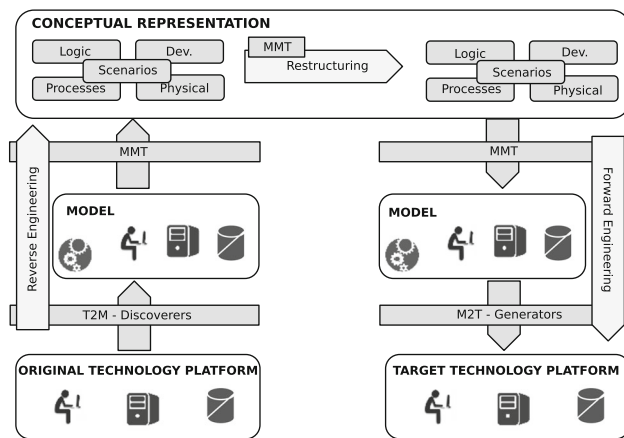 CONCEPTUAL REPRESENTATION
Logic
Dev.
Scenarios
Processes
Physical
MMT
Restructuring
Logic
Dev.
Scenarios
Processes
Physical
MMT
MMT
Reverse Engineering
Forward Engineering
MODEL
MODEL
T2M - Discoverers
M2T - Generators
ORIGINAL TECHNOLOGY PLATFORM
TARGET TECHNOLOGY PLATFORM